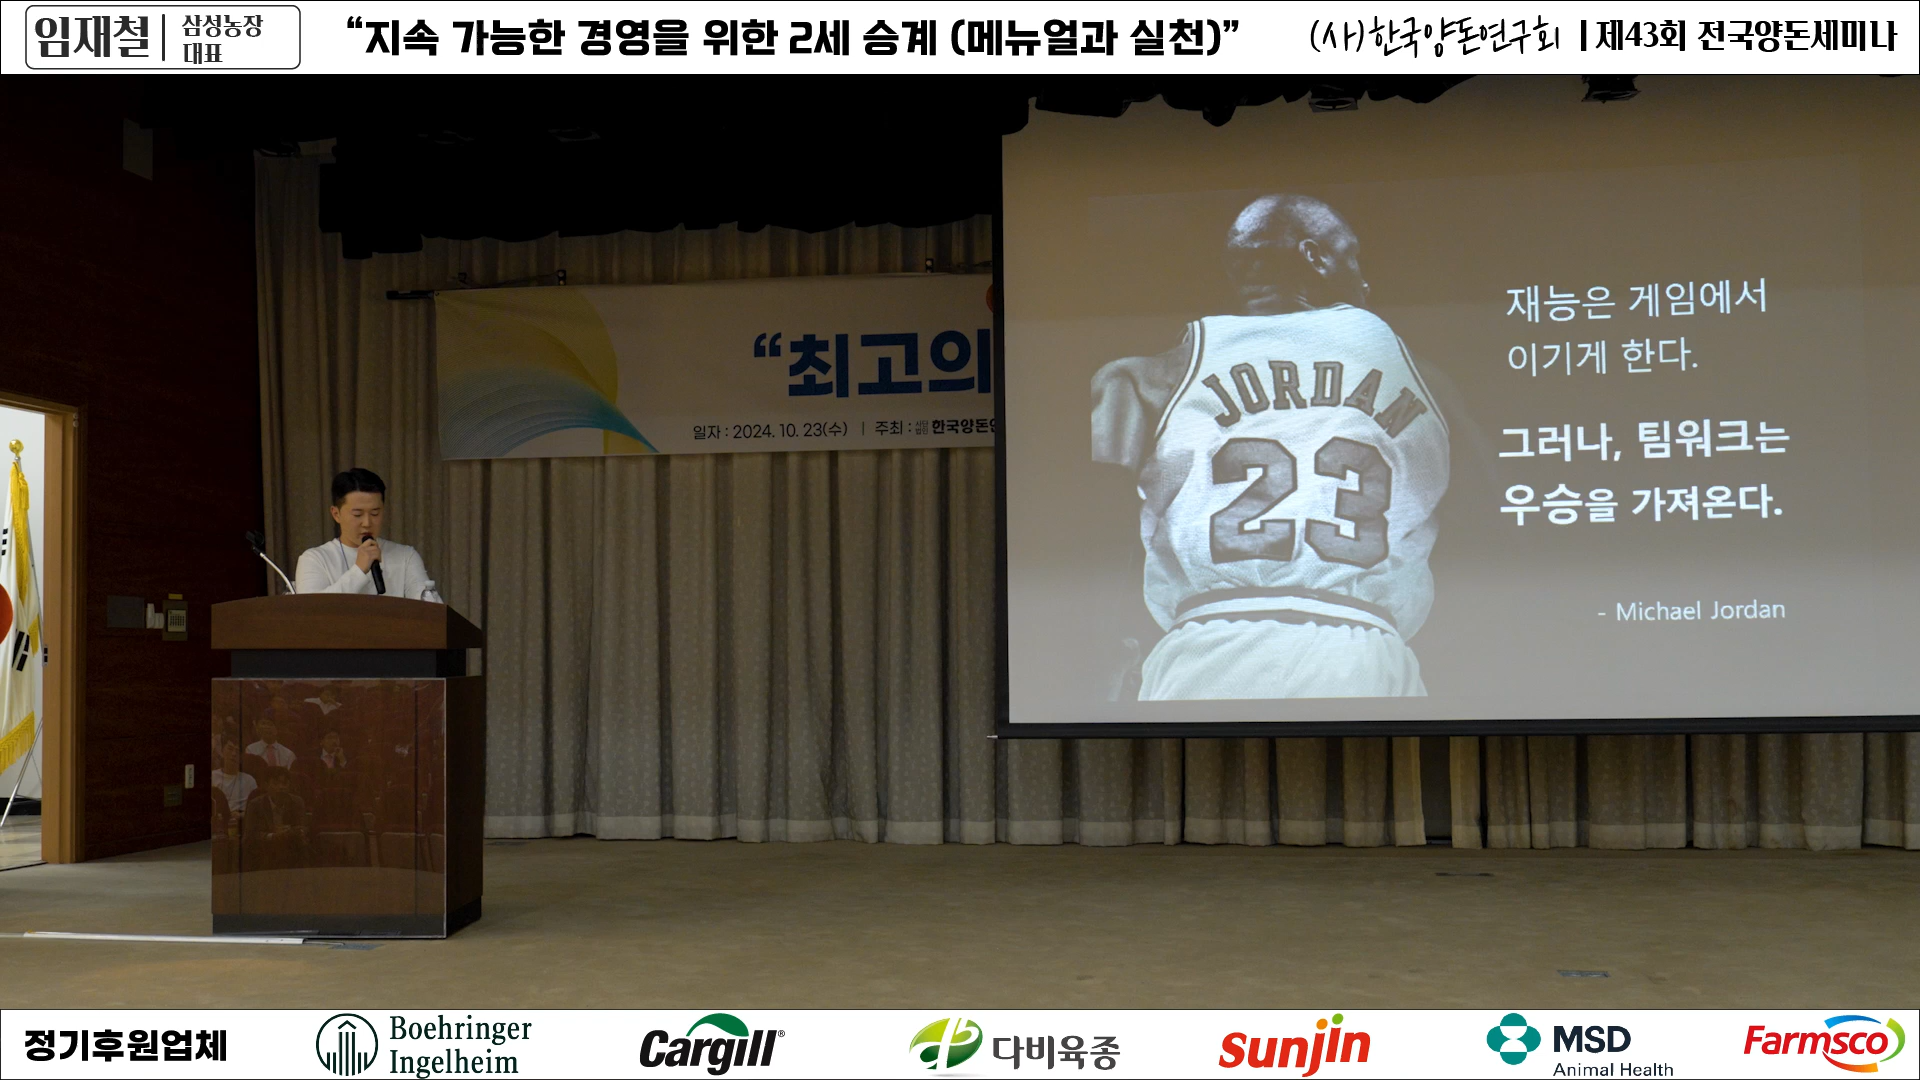 임재철
삼성농장
대표
“지속 가능한 경영을 위한 2세 승계 (메뉴얼과 실천)”
(사)한국양돈연구회 | 제43회 전국양돈세미나
“최고의
일자 : 2024. 10. 23(수) | 주최 : 한국양돈연
JORDAN
23
재능은 게임에서
이기게 한다.
그러나, 팀워크는
우승을 가져온다.
- Michael Jordan
정기후원업체
Boehringer
Ingelheim
Cargill®
다비육종
Sunjin
MSD
Animal Health
Farmsco